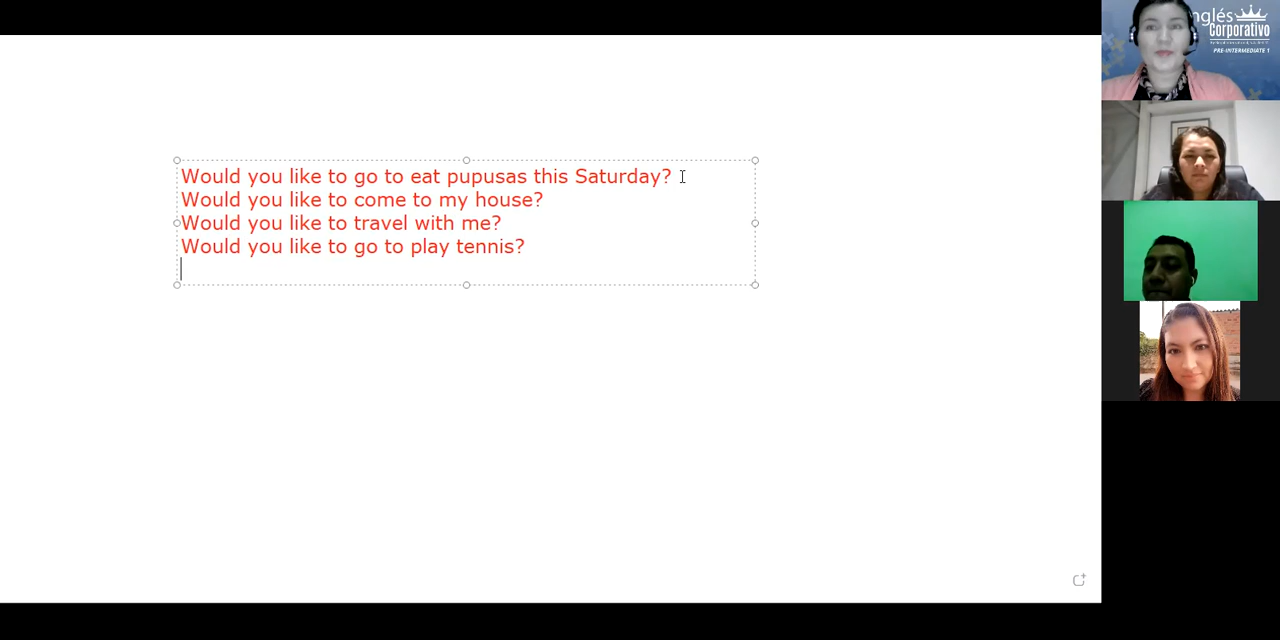 Would you like to go to eat pupusas this Saturday?
Would you like to come to my house?
Would you like to travel with me?
Would you like to go to play tennis?
nglés
Corporativo
PRE-INTERMEDIATE 1